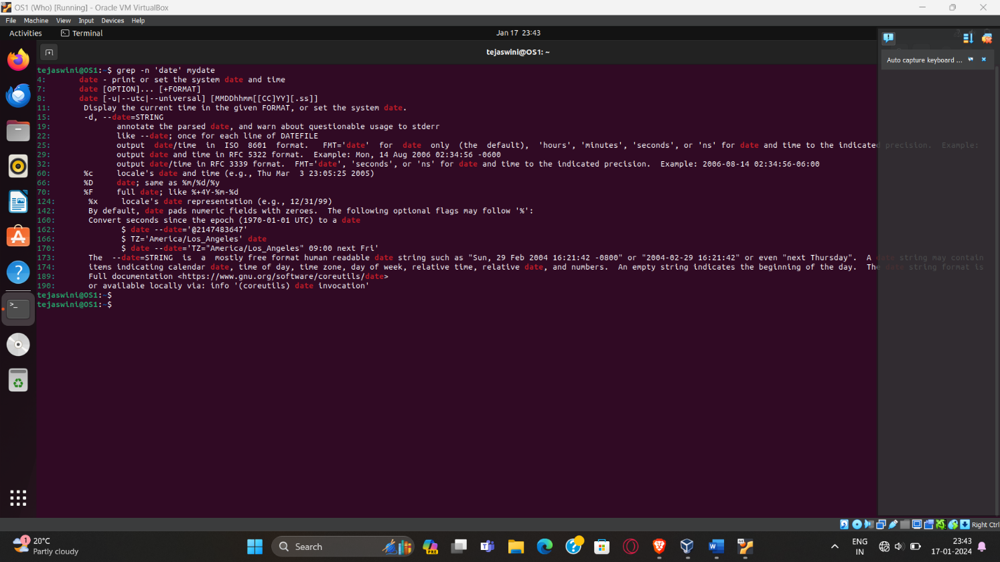 OS1 (Who) [Running] - Oracle VM VirtualBox
File Machine View Input Devices Help
Activities Terminal Jan 17 23:43
tejaswini@OS1: ~
Auto capture keyboard ...
tejaswini@OS1:~$ grep -n 'date' mydate
4: date - print or set the system date and time
7: date [OPTION]... [+FORMAT]
8: date [-u|--utc|--universal] [MMDDhhmm[[CC]YY][.ss]]
11: Display the current time in the given FORMAT, or set the system date.
15: -d, --date=STRING
19: annotate the parsed date, and warn about questionable usage to stderr
22: like --date; once for each line of DATEFILE
25: output date/time in ISO 8601 format. FMT='date' for date only (the default), 'hours', 'minutes', 'seconds', or 'ns' for date and time to the indicated precision. Example:
29: output date and time in RFC 5322 format. Example: Mon, 14 Aug 2006 02:34:56 -0600
32: output date/time in RFC 3339 format. FMT='date', 'seconds', or 'ns' for date and time to the indicated precision. Example: 2006-08-14 02:34:56-06:00
60: %c locale's date and time (e.g., Thu Mar 3 23:05:25 2005)
66: %D date; same as %m/%d/%y
70: %F full date; like %+4Y-%m-%d
124: %x locale's date representation (e.g., 12/31/99)
142: By default, date pads numeric fields with zeroes. The following optional flags may follow '%':
160: Convert seconds since the epoch (1970-01-01 UTC) to a date
162: $ date --date='@2147483647'
166: $ TZ='America/Los_Angeles' date
170: $ date --date='TZ="America/Los_Angeles" 09:00 next Fri'
173: The --date=STRING is a mostly free format human readable date string such as "Sun, 29 Feb 2004 16:21:42 -0800" or "2004-02-29 16:21:42" or even "next Thursday". A date string may contain
174: items indicating calendar date, time of day, time zone, day of week, relative time, relative date, and numbers. An empty string indicates the beginning of the day. The date string format is
189: Full documentation <https://www.gnu.org/software/coreutils/date>
190: or available locally via: info '(coreutils) date invocation'
tejaswini@OS1:~$
tejaswini@OS1:~$
Right Ctrl
1
20°C
Partly cloudy
Search
PRE
ENG
IN
23:43
17-01-2024